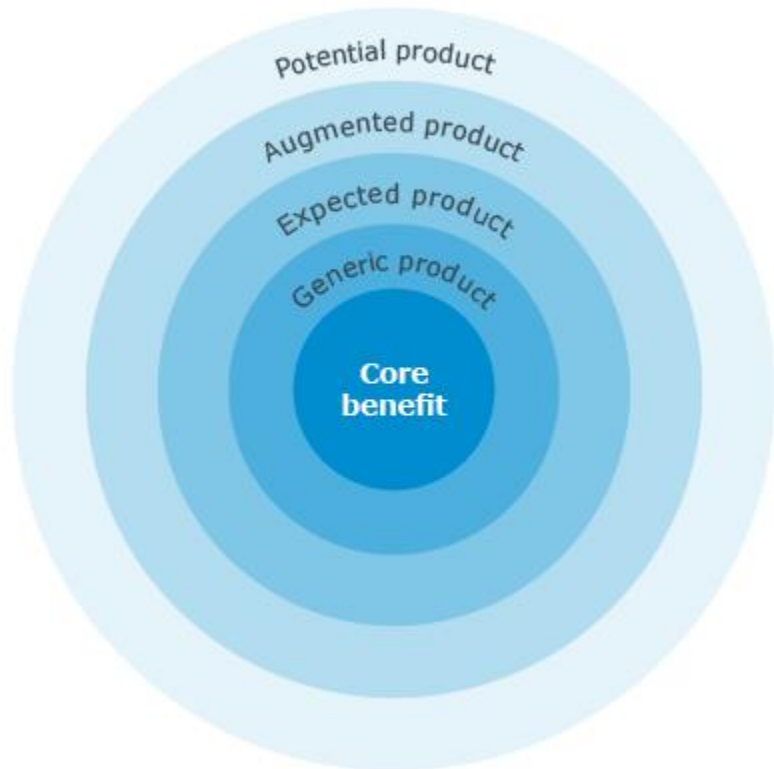 Potential product
Augmented product
Expected product
Generic product
Core
benefit